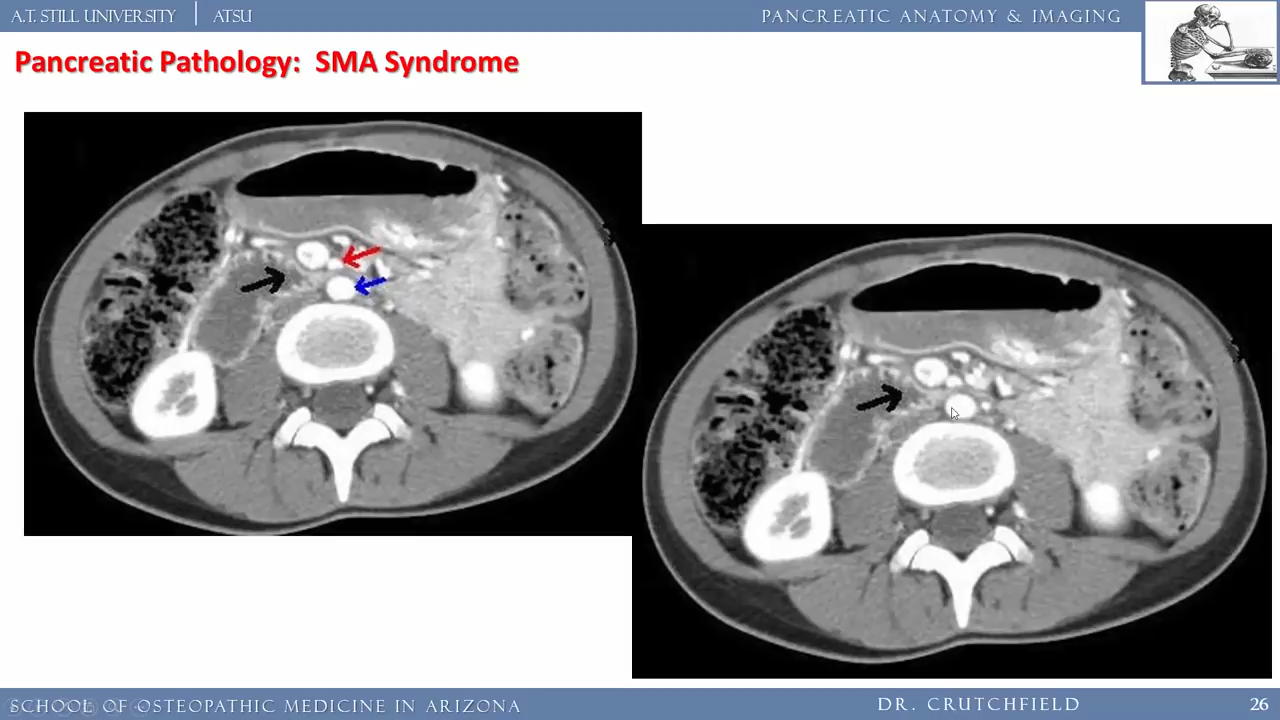 A.T. STILL UNIVERSITY | ATSU
PANCREATIC ANATOMY & IMAGING
Pancreatic Pathology: SMA Syndrome
SCHOOL OF OSTEOPATHIC MEDICINE IN ARIZONA
DR. CRUTCHFIELD
26